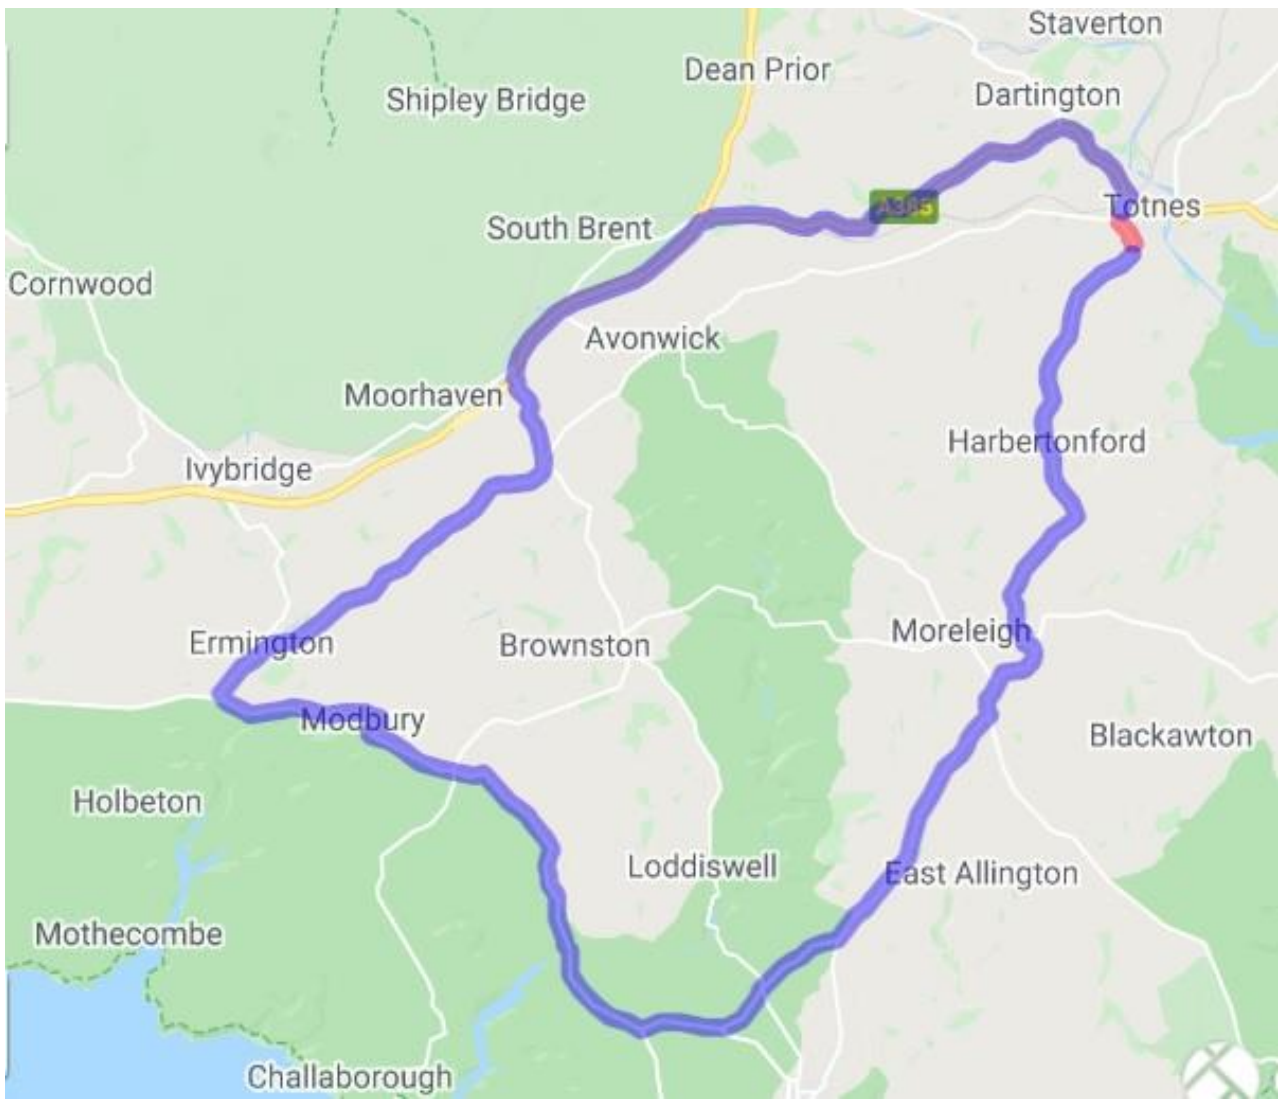 Staverton
Dean Prior
Dartington
Shipley Bridge
A385
Totnes
South Brent
Cornwood
Avonwick
Moorhaven
Harbertonford
Ivybridge
Moreleigh
Ermington
Brownston
Modbury
Blackawton
Holbeton
Loddiswell
East Allington
Mothecombe
Challaborough